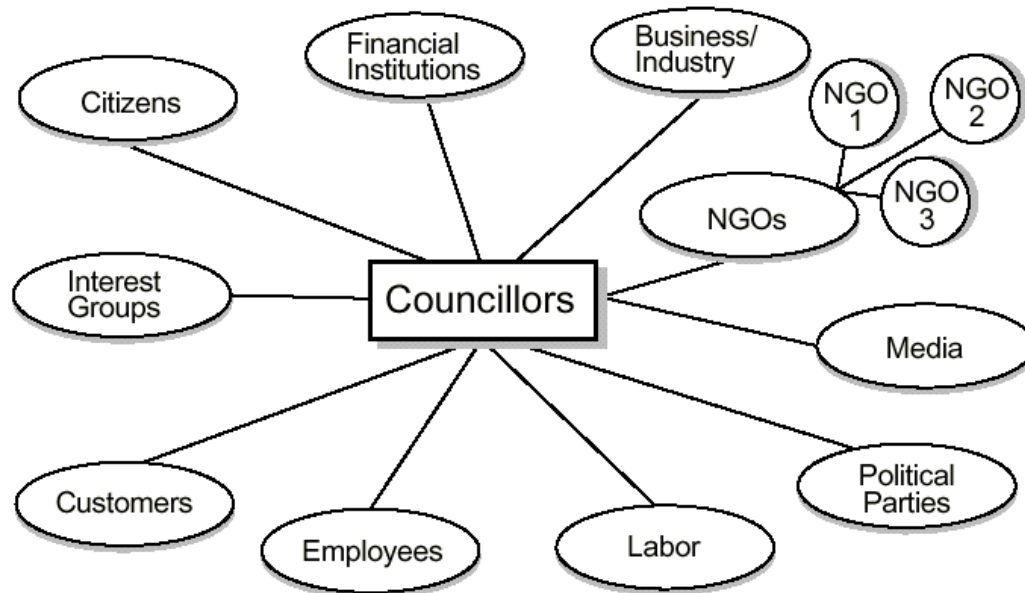 Financial
Institutions
Business/
Industry
Citizens
NGO
1
NGO
2
NGO
3
NGOs
Interest
Groups
Councillors
Media
Customers
Employees
Labor
Political
Parties